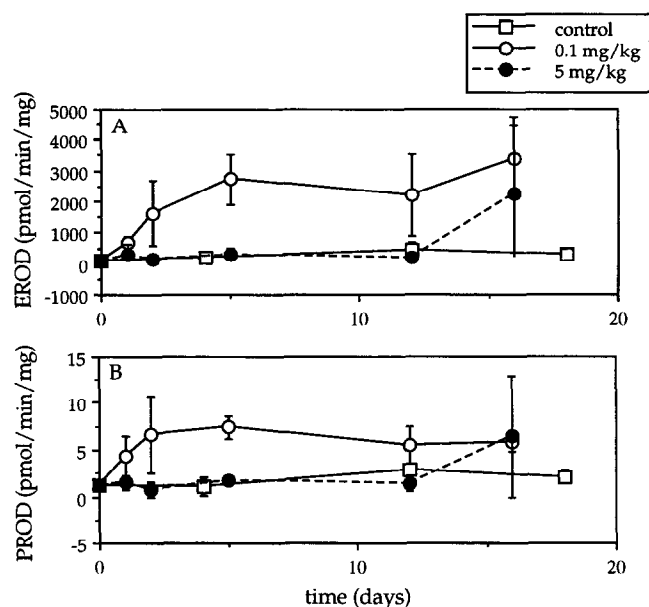 control
0.1 mg/kg
5 mg/kg
A
EROD (pmol/min/mg)
5000
4000
3000
2000
1000
0
-1000
0
10
20
B
PROD (pmol/min/mg)
15
10
5
0
-5
0
10
20
time (days)